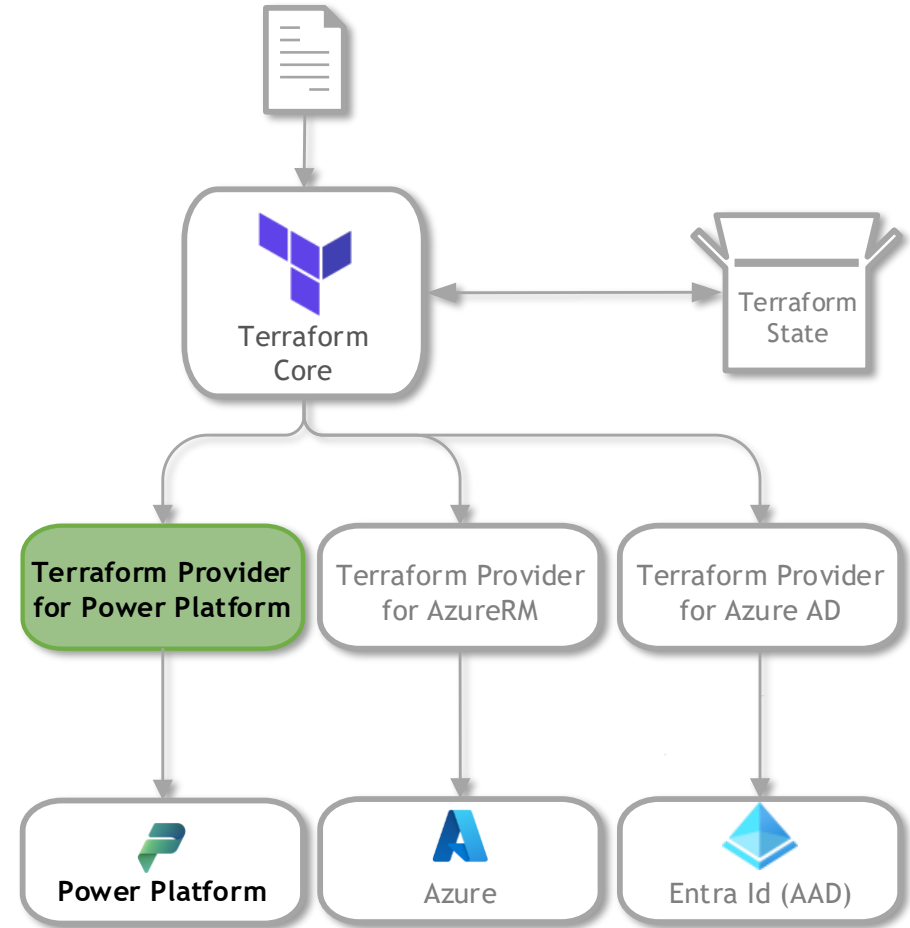 Terraform
Core
Terraform
State
Terraform Provider
for Power Platform
Terraform Provider
for AzureRM
Terraform Provider
for Azure AD
Power Platform
Azure
Entra Id (AAD)